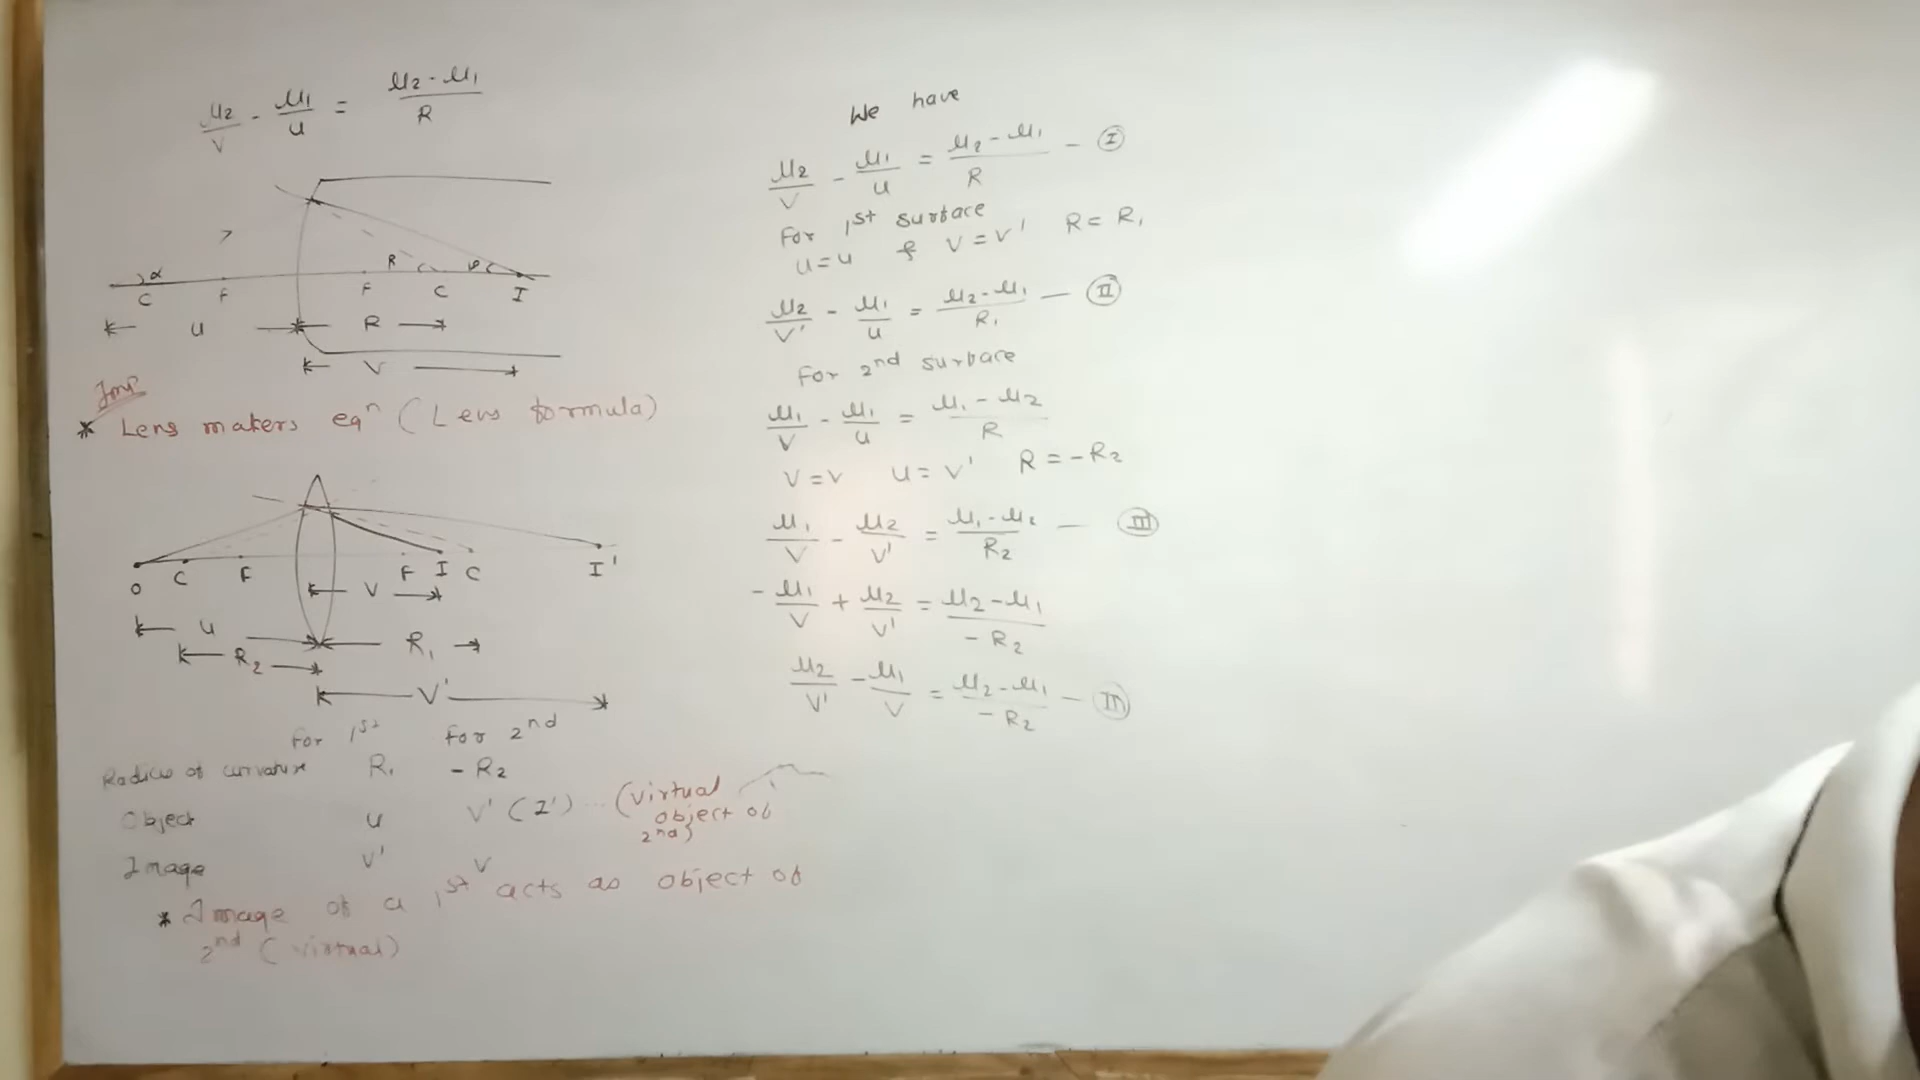 μ2/v - μ1/u = μ2-μ1/R
α
R
φ
C F F C I
u R
v
Imp
* Lens makers eqn (Lens formula)
O C F F I C I'
v
u R1
R2
v'
For 1st For 2nd
Radius of curvature R1 - R2
Object u v' (I') ... (virtual object of 2nd)
Image v' v
* Image of a 1st acts as object of
2nd (virtual)
We have
μ2/v - μ1/u = μ2-μ1/R - I
For 1st surface
u=u & v=v' R=R1
μ2/v' - μ1/u = μ2-μ1/R1 - II
For 2nd surface
μ1/v - μ1/u = μ1-μ2/R
v=v u=v' R=-R2
μ1/v - μ2/v' = μ1-μ2/R2 - III
-μ1/v + μ2/v' = μ2-μ1/-R2
μ2/v' - μ1/v = μ2-μ1/-R2 - III